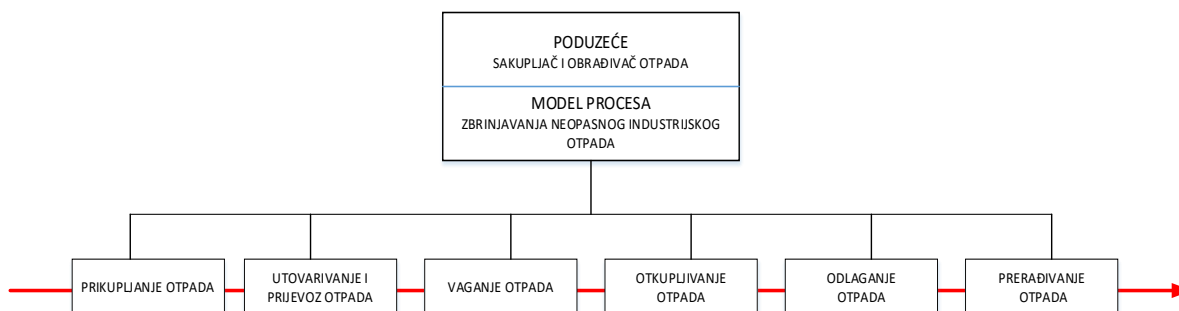 PODUZEĆE
SAKUPLJAČ I OBRAĐIVAČ OTPADA
MODEL PROCESA
ZBRINJAVANJA NEOPASNOG INDUSTRIJSKOG
OTPADA
PRIKUPLJANJE OTPADA
UTOVARIVANJE I
PRIJEVOZ OTPADA
VAGANJE OTPADA
OTKUPLJIVANJE
OTPADA
ODLAGANJE
OTPADA
PRERAĐIVANJE
OTPADA